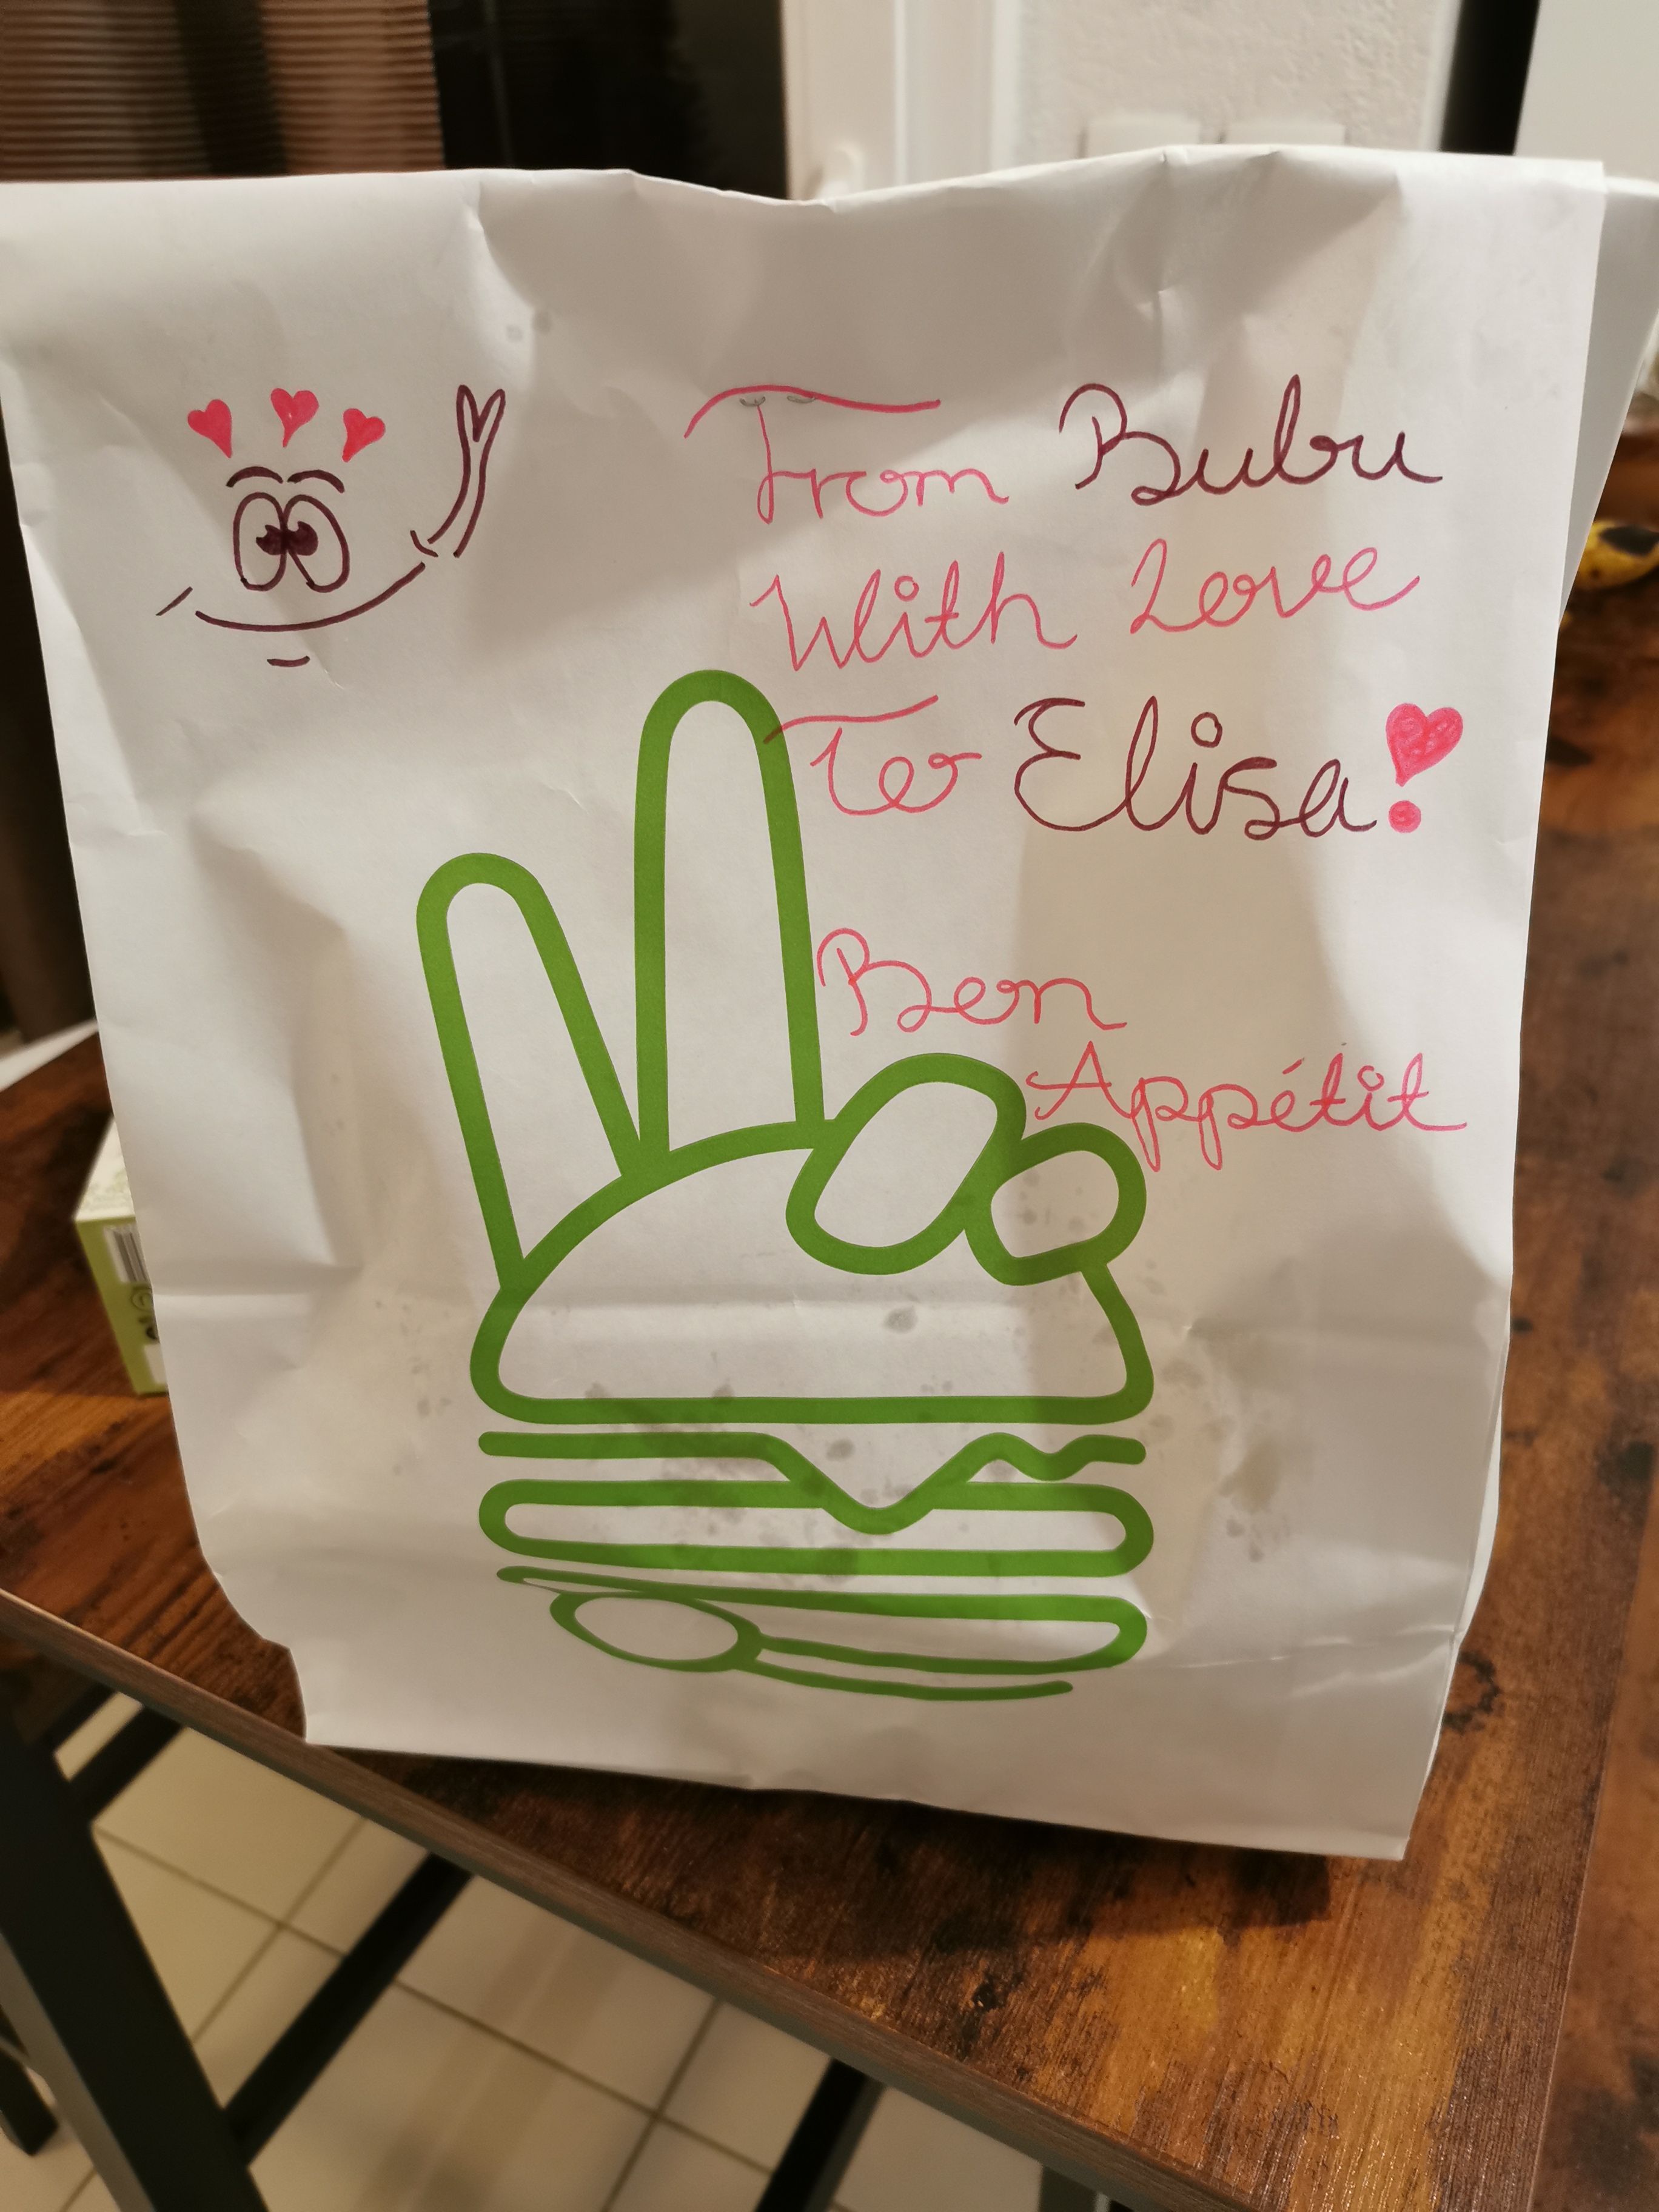 From Bubu
With Love
To Elisa!
Bon
Appétit